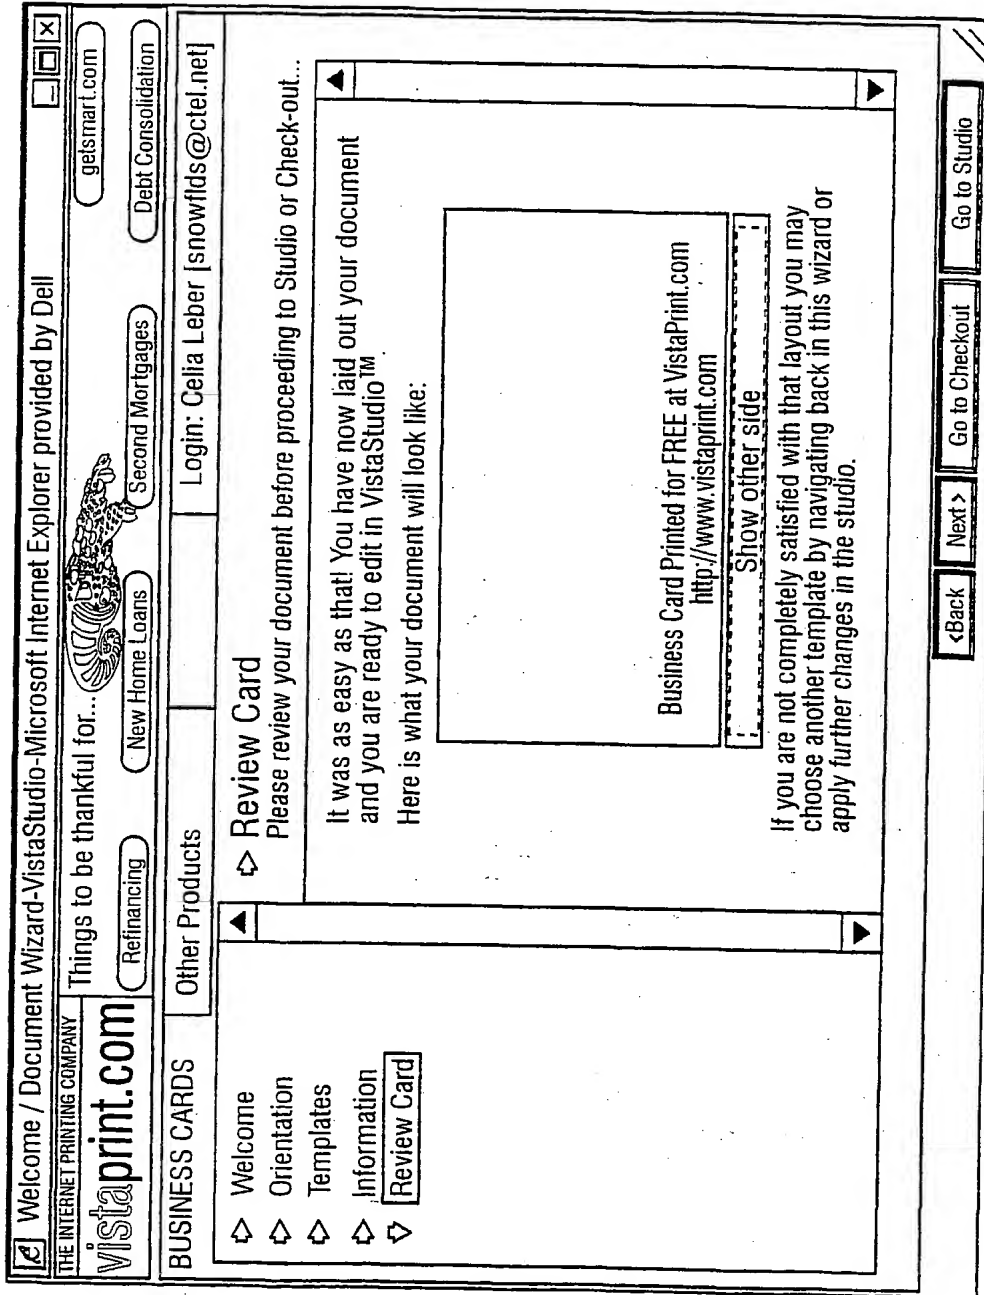 Welcome / Document Wizard-VistaStudio-Microsoft Internet Explorer provided by Dell
THE INTERNET PRINTING COMPANY
vistaprint.com
Things to be thankful for...
getsmart.com
Refinancing
New Home Loans
Second Mortgages
Debt Consolidation
BUSINESS CARDS
Other Products
Login: Celia Leber [snowflds@ctel.net]
Welcome
Orientation
Templates
Information
Review Card
Review Card
Please review your document before proceeding to Studio or Check-out...
It was as easy as that! You have now laid out your document
and you are ready to edit in VistaStudio™
Here is what your document will look like:
Business Card Printed for FREE at VistaPrint.com
http://www.vistaprint.com
Show other side
If you are not completely satisfied with that layout you may
choose another template by navigating back in this wizard or
apply further changes in the studio.
<Back
Next >
Go to Checkout
Go to Studio